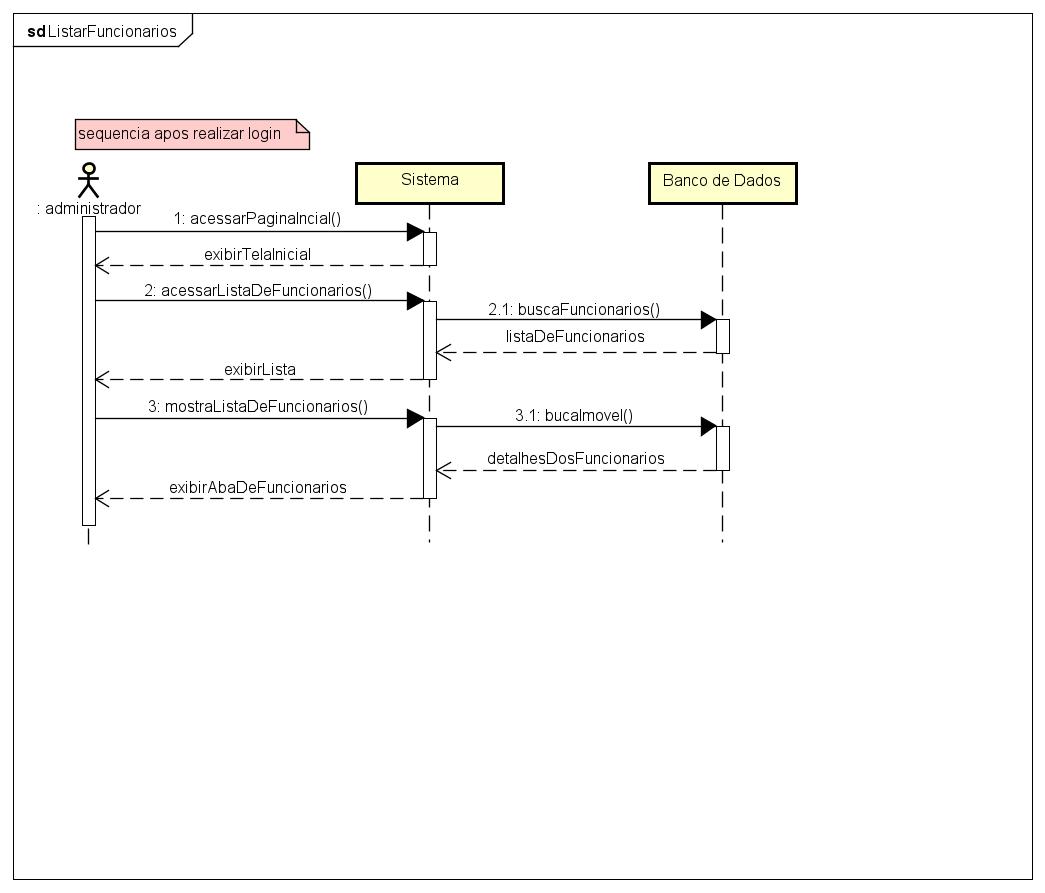 sd ListarFuncionarios
sequencia apos realizar login
: administrador
Sistema
Banco de Dados
1: acessarPaginaIncial()
exibirTelaInicial
2: acessarListaDeFuncionarios()
2.1: buscaFuncionarios()
listaDeFuncionarios
exibirLista
3: mostraListaDeFuncionarios()
3.1: bucaImovel()
detalhesDosFuncionarios
exibirAbaDeFuncionarios